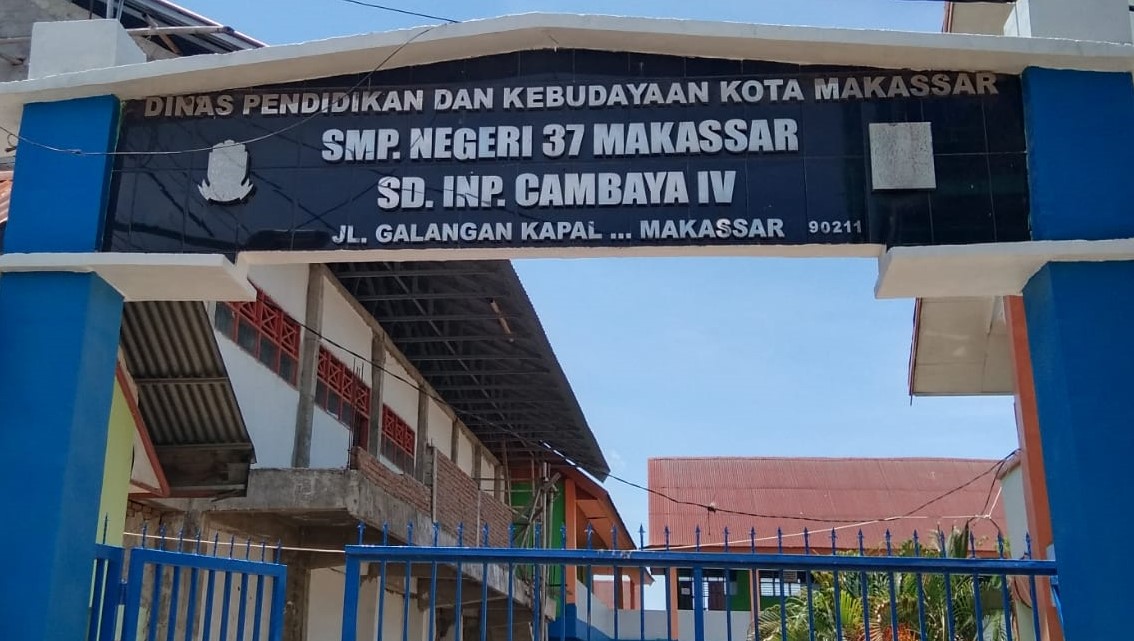 DINAS PENDIDIKAN DAN KEBUDAYAAN KOTA MAKASSAR
SMP. NEGERI 37 MAKASSAR
SD. INP. CAMBAYA IV
JL. GALANGAN KAPAL ... MAKASSAR 90211